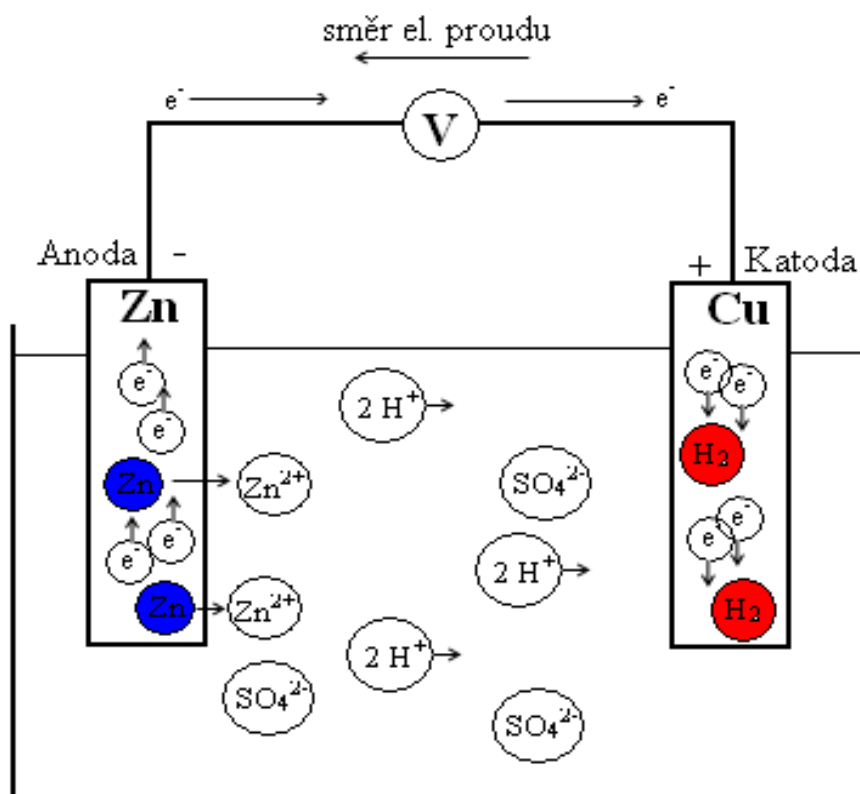 směr el. proudu
e⁻ e⁻
V
Anoda - + Katoda
Zn Cu
e⁻ 2 H⁺ e⁻ e⁻
e⁻
Zn Zn²⁺ SO₄²⁻ H₂
e⁻ e⁻ 2 H⁺ e⁻ e⁻
Zn Zn²⁺ H₂
2 H⁺
SO₄²⁻ SO₄²⁻